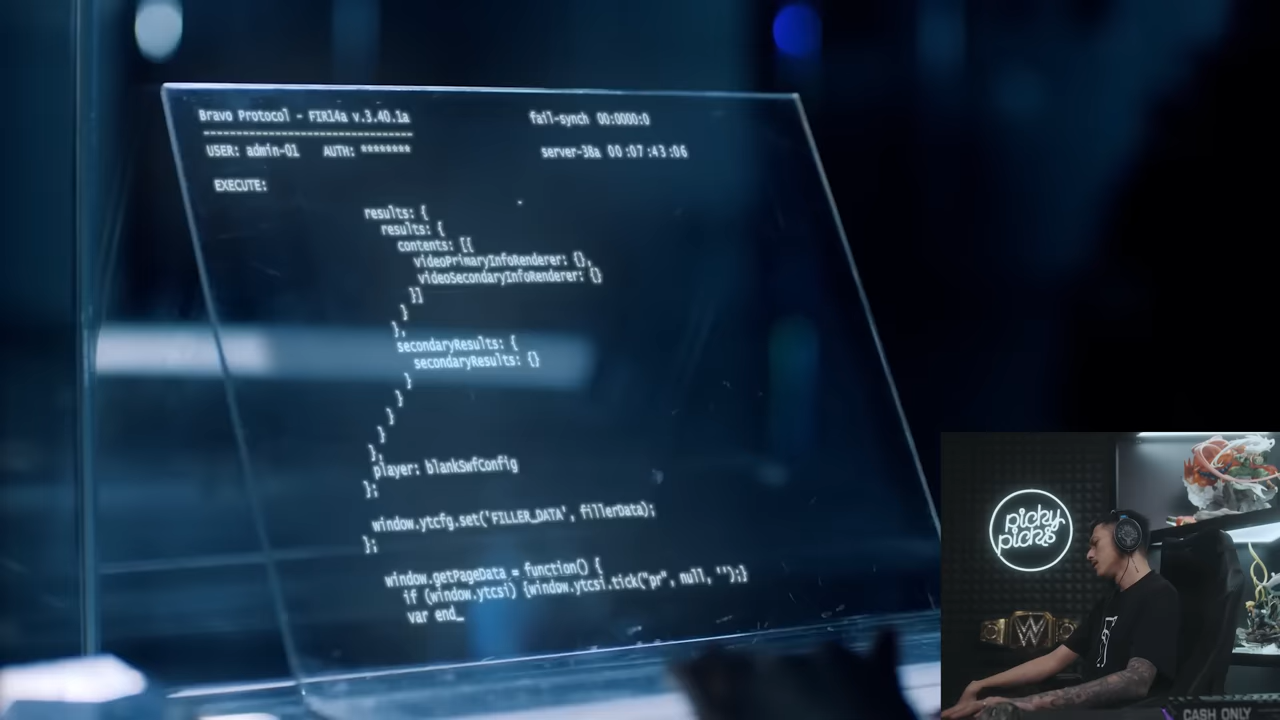 Bravo Protocol - FIR14a v.3.40.1a
fail-synch 00:0000:0
--------------------------
USER: admin-01 AUTH: ********
server-38a 00:07:43:06
EXECUTE:
results: {
results: {
contents: [{
videoPrimaryInfoRenderer: {},
videoSecondaryInfoRenderer: {}
}]
}
},
secondaryResults: {
secondaryResults: {}
}
}
}
}
},
player: blankSwfConfig
};
window.ytcfg.set('FILLER_DATA', fillerData);
};
window.getPageData = function() {
if (window.ytcsi) {window.ytcsi.tick("pr", null, '');}
var end_
picky
picks
W
CASH ONLY